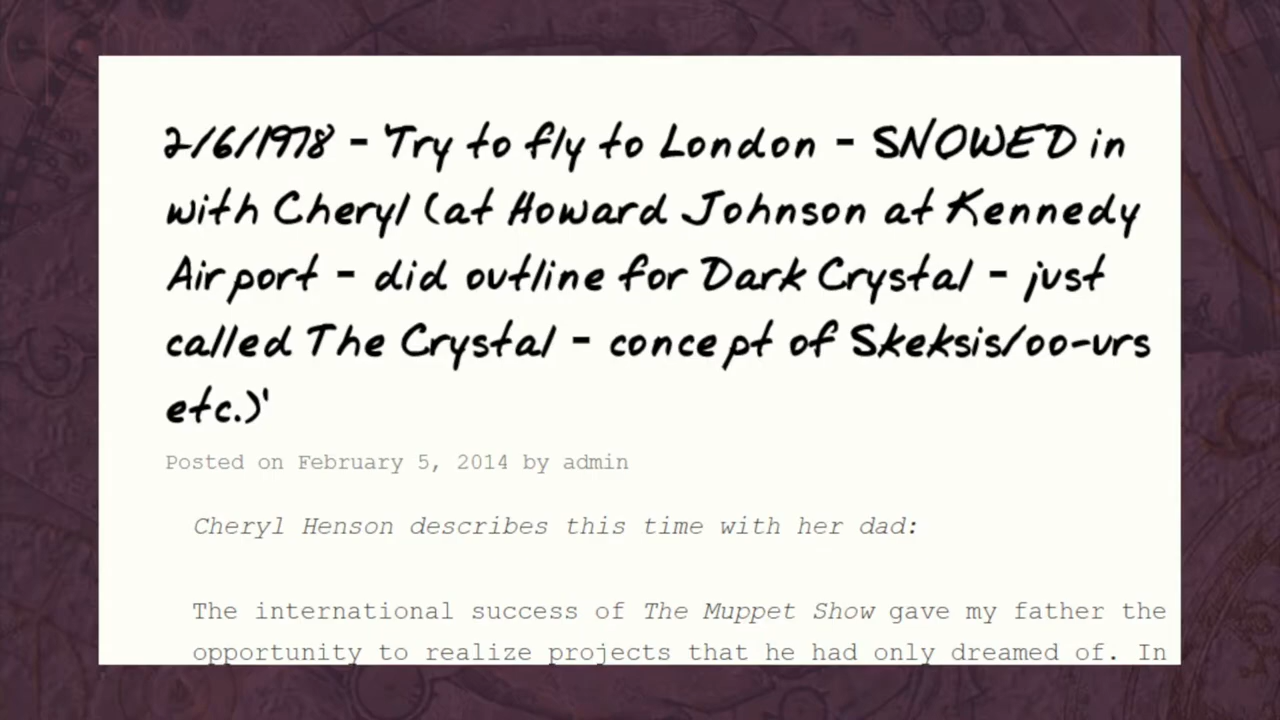 2/6/1978 – 'Try to fly to London – SNOWED in
with Cheryl (at Howard Johnson at Kennedy
Airport – did outline for Dark Crystal – just
called The Crystal – concept of Skeksis/oo-urs
etc.)'
Posted on February 5, 2014 by admin
Cheryl Henson describes this time with her dad:
The international success of The Muppet Show gave my father the
opportunity to realize projects that he had only dreamed of. In